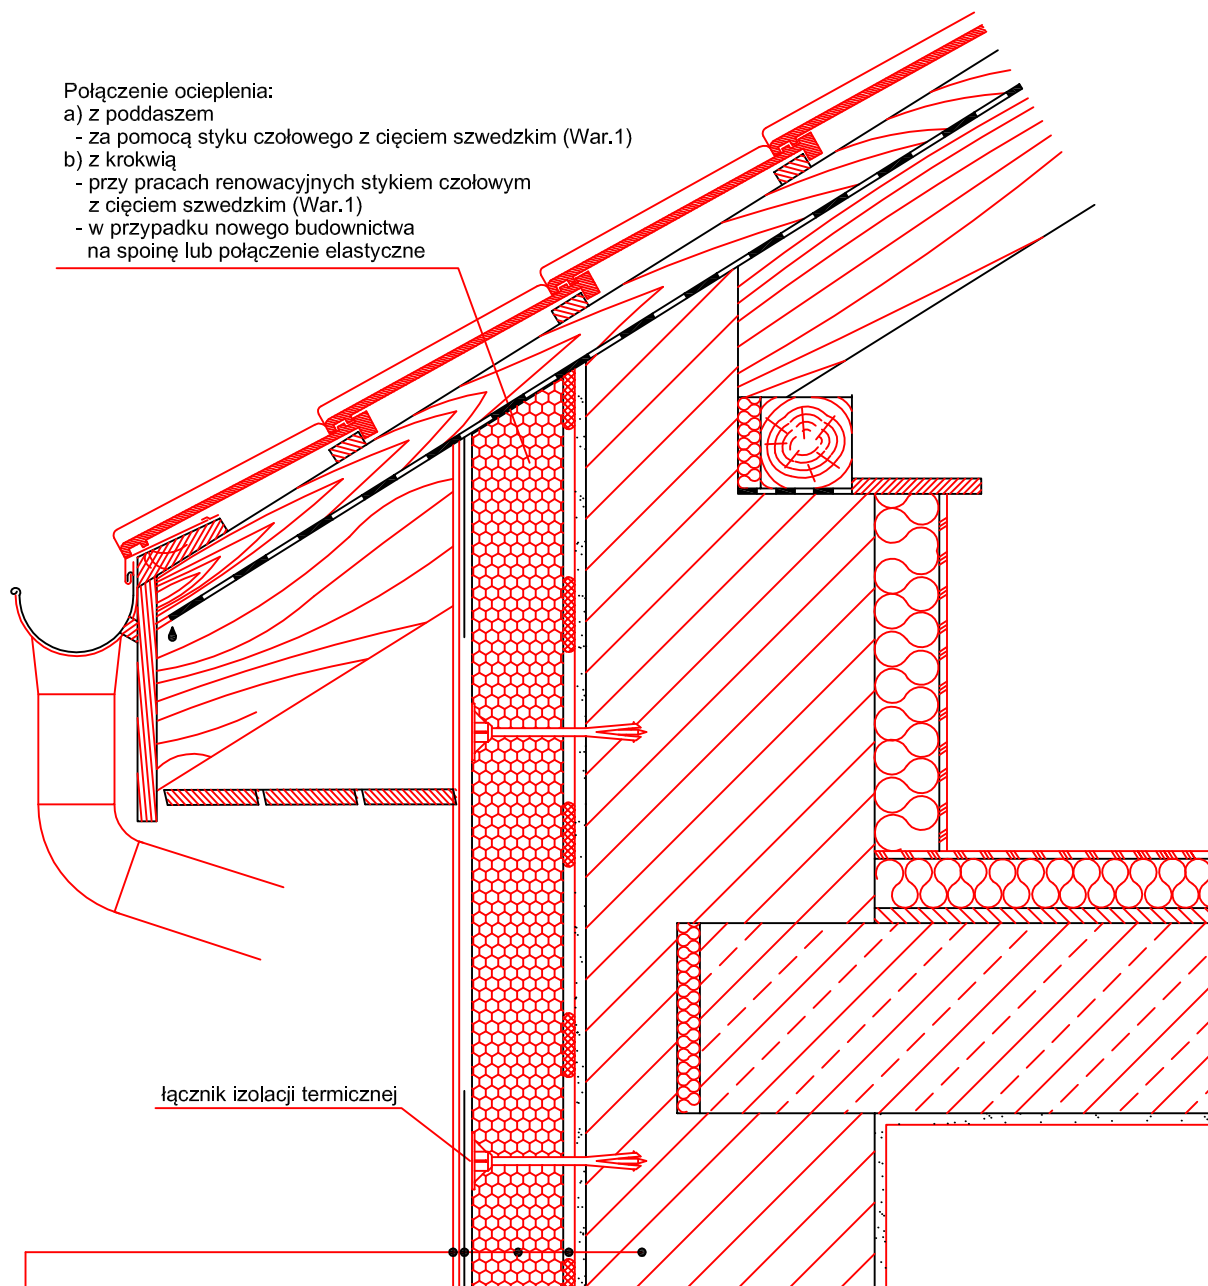 Połączenie ocieplenia:
a) z poddaszem
- za pomocą styku czołowego z cięciem szwedzkim (War.1)
b) z krokwią
- przy pracach renowacyjnych stykiem czołowym
z cięciem szwedzkim (War.1)
- w przypadku nowego budownictwa
na spoinę lub połączenie elastyczne
łącznik izolacji termicznej